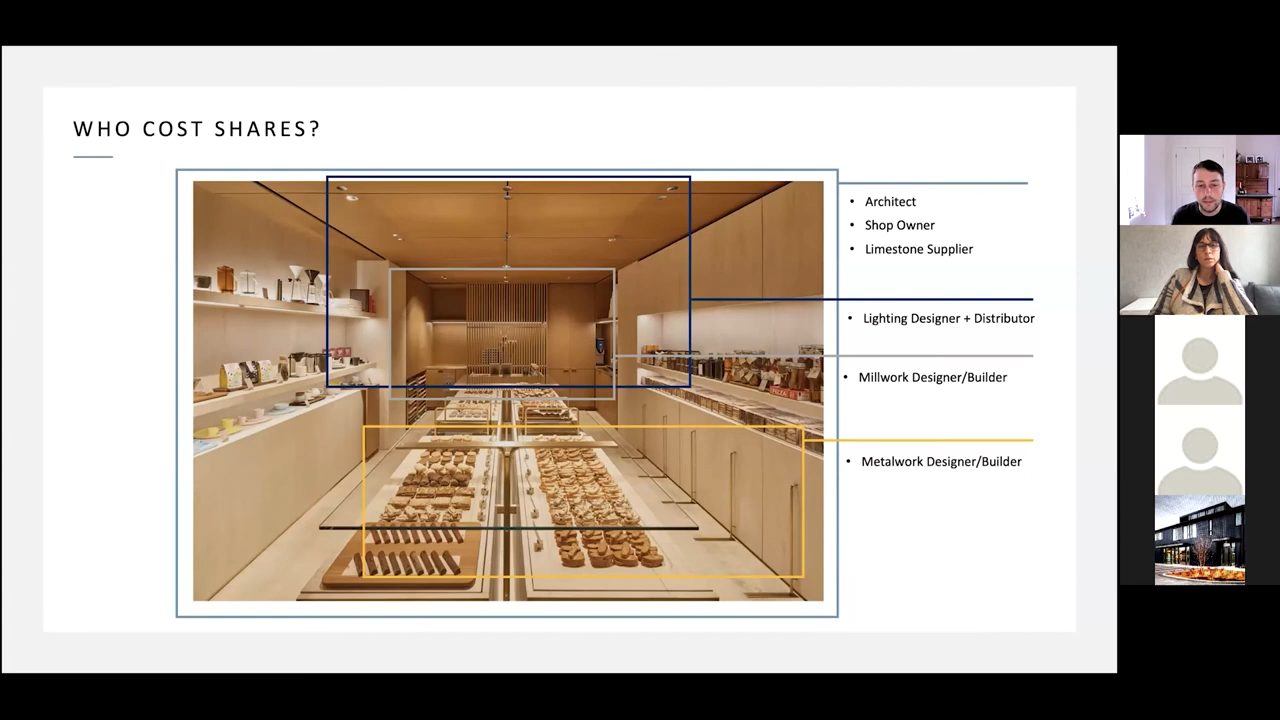 WHO COST SHARES?
• Architect
• Shop Owner
• Limestone Supplier
• Lighting Designer + Distributor
• Millwork Designer/Builder
• Metalwork Designer/Builder